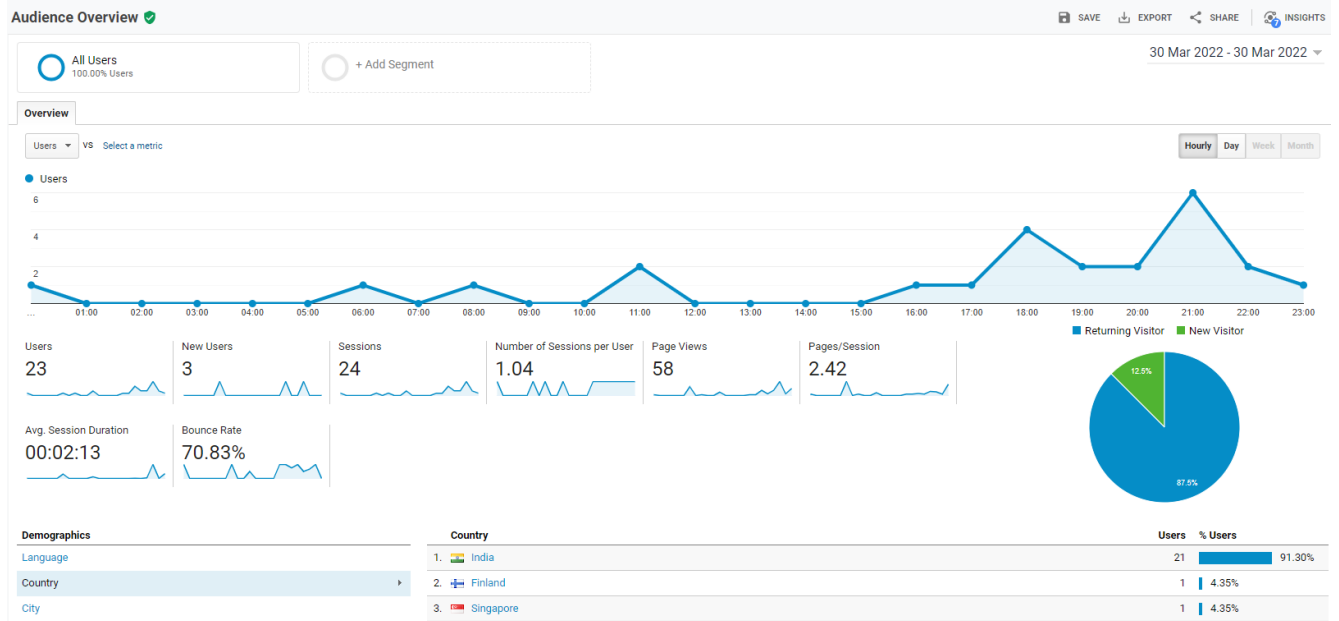 Audience Overview
SAVE EXPORT SHARE INSIGHTS
7
All Users
100.00% Users
+ Add Segment
30 Mar 2022 - 30 Mar 2022
Overview
Users vs Select a metric
Hourly Day Week Month
Users
6
4
2
... 01:00 02:00 03:00 04:00 05:00 06:00 07:00 08:00 09:00 10:00 11:00 12:00 13:00 14:00 15:00 16:00 17:00 18:00 19:00 20:00 21:00 22:00 23:00
Returning Visitor New Visitor
Users
23
New Users
3
Sessions
24
Number of Sessions per User
1.04
Page Views
58
Pages/Session
2.42
Avg. Session Duration
00:02:13
Bounce Rate
70.83%
12.5%
87.5%
Demographics
Language
Country
City
Country Users % Users
1. India 21 91.30%
2. Finland 1 4.35%
3. Singapore 1 4.35%